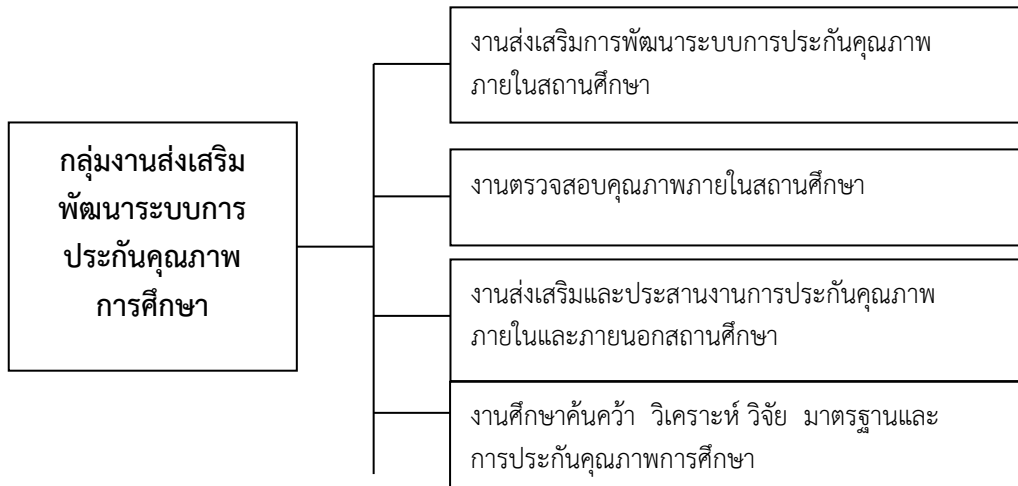 กลุ่มงานส่งเสริม
พัฒนาระบบการ
ประกันคุณภาพ
การศึกษา
งานส่งเสริมการพัฒนาระบบการประกันคุณภาพ
ภายในสถานศึกษา
งานตรวจสอบคุณภาพภายในสถานศึกษา
งานส่งเสริมและประสานงานการประกันคุณภาพ
ภายในและภายนอกสถานศึกษา
งานศึกษาค้นคว้า วิเคราะห์ วิจัย มาตรฐานและ
การประกันคุณภาพการศึกษา